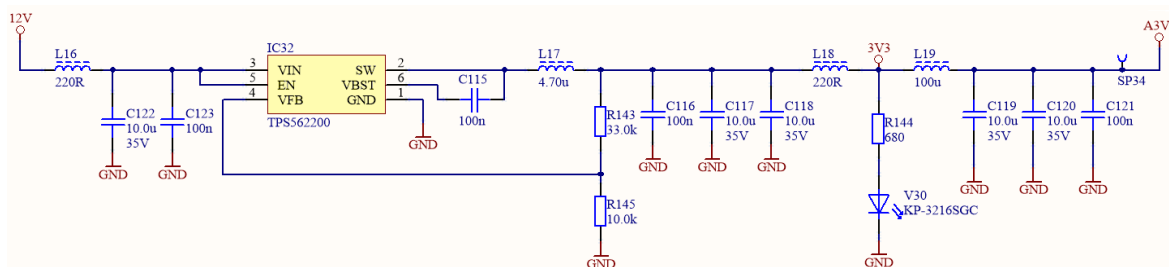 12V
L16
220R
C122
10.0u
35V
GND
C123
100n
GND
IC32
3
VIN
5
EN
4
VFB
SW
2
VBST
6
GND
1
TPS562200
GND
C115
100n
L17
4.70u
R143
33.0k
R145
10.0k
GND
C116
100n
GND
C117
10.0u
35V
GND
C118
10.0u
35V
GND
L18
220R
3V3
R144
680
V30
KP-3216SGC
GND
L19
100u
C119
10.0u
35V
GND
C120
10.0u
35V
GND
C121
100n
GND
SP34
A3V